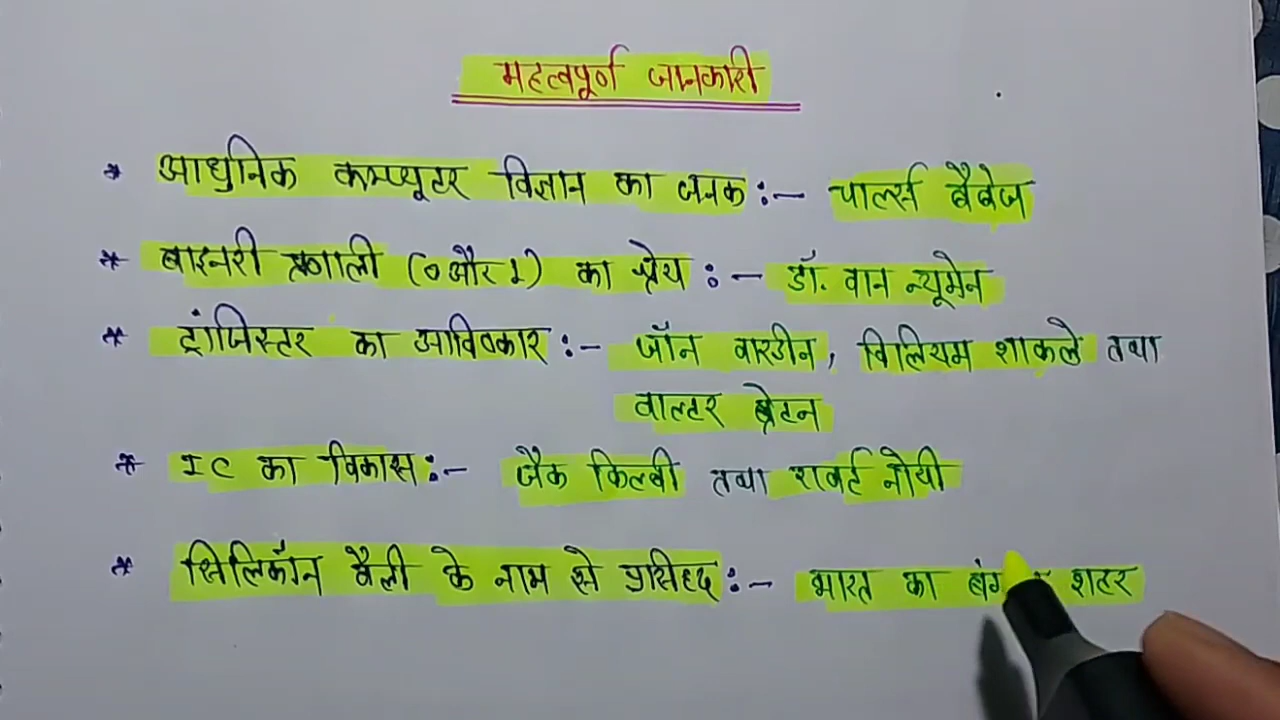 महत्वपूर्ण जानकारी
* आधुनिक कम्प्यूटर विज्ञान का जनक :- चार्ल्स बैबेज
* बाइनरी प्रणाली (0 और 1) का श्रेय :- डॉ. वान न्यूमेन
* ट्रांजिस्टर का आविष्कार :- जॉन वारडीन, विलियम शाकले तथा
वाल्टर ब्रेटन
* IC का विकास :- जैक किल्वी तथा रावर्ट नोयी
* सिलिकॉन वैली के नाम से प्रसिद्ध :- भारत का शहर